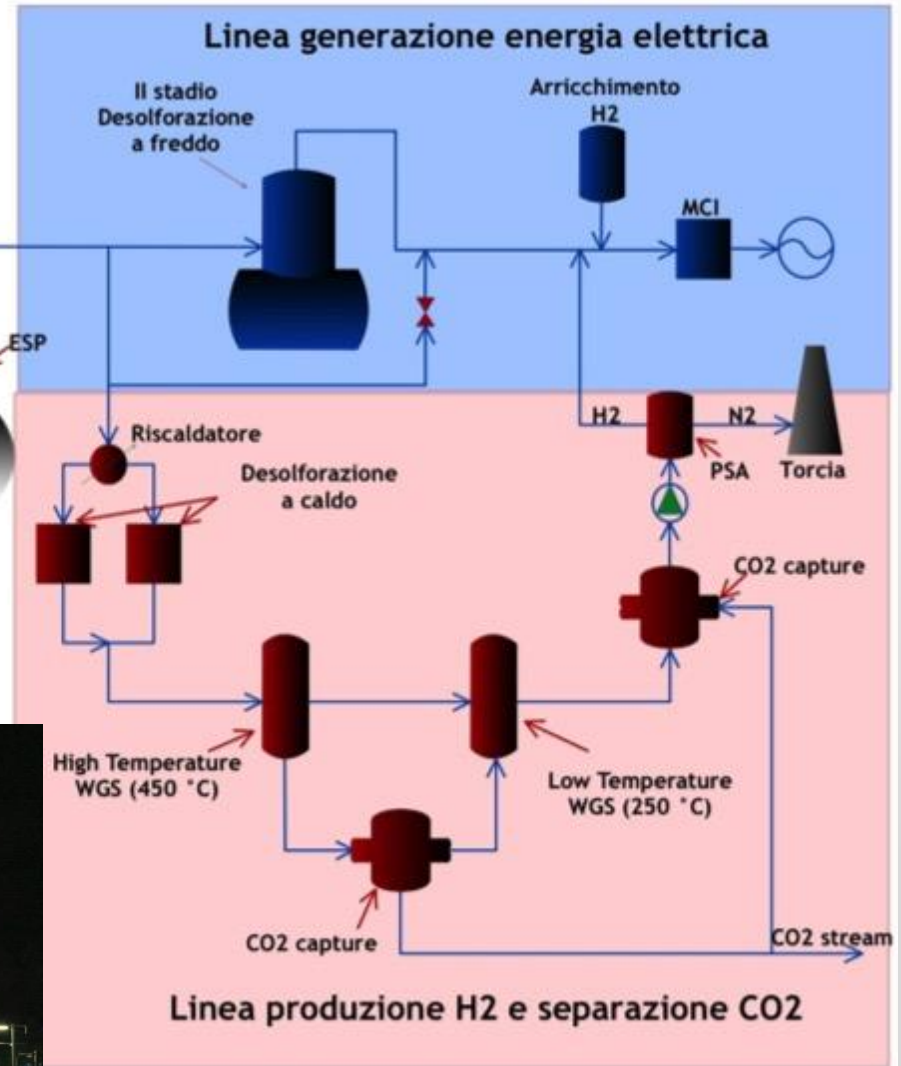 Linea generazione energia elettrica
II stadio
Desolforazione
a freddo
Arricchimento
H2
MCI
ESP
Riscaldatore
Desolforazione
a caldo
H2
N2
PSA
Torcia
CO2 capture
High Temperature
WGS (450 °C)
Low Temperature
WGS (250 °C)
CO2 capture
CO2 stream
Linea produzione H2 e separazione CO2